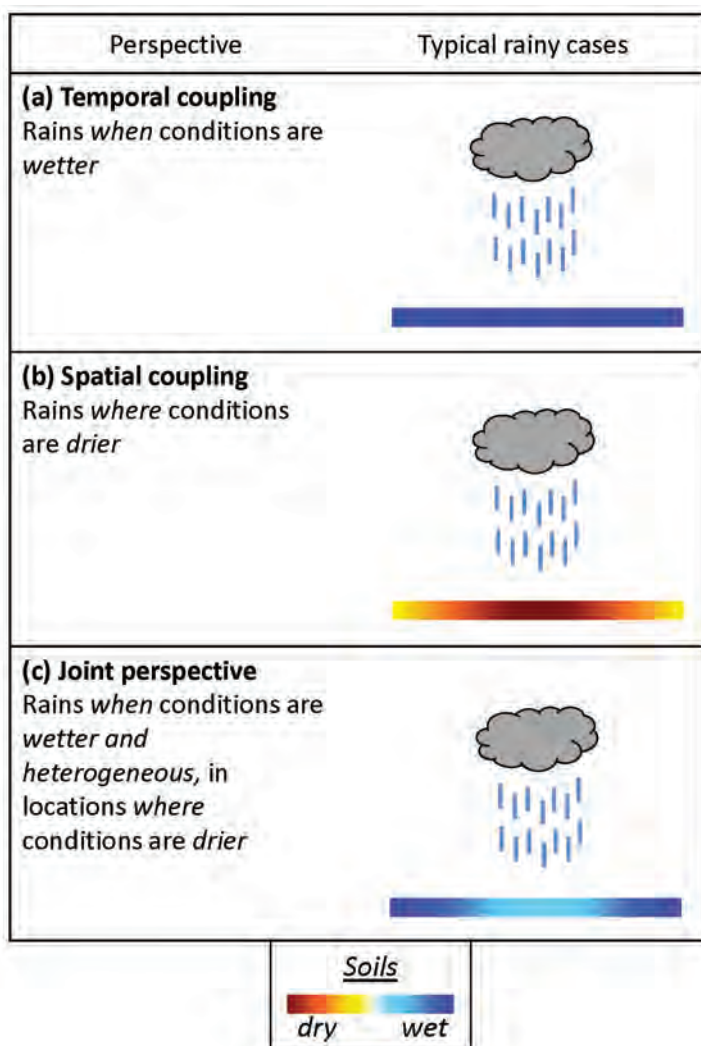 Perspective
Typical rainy cases
(a) Temporal coupling
Rains when conditions are
wetter
(b) Spatial coupling
Rains where conditions
are drier
(c) Joint perspective
Rains when conditions are
wetter and
heterogeneous, in
locations where
conditions are drier
Soils
dry wet